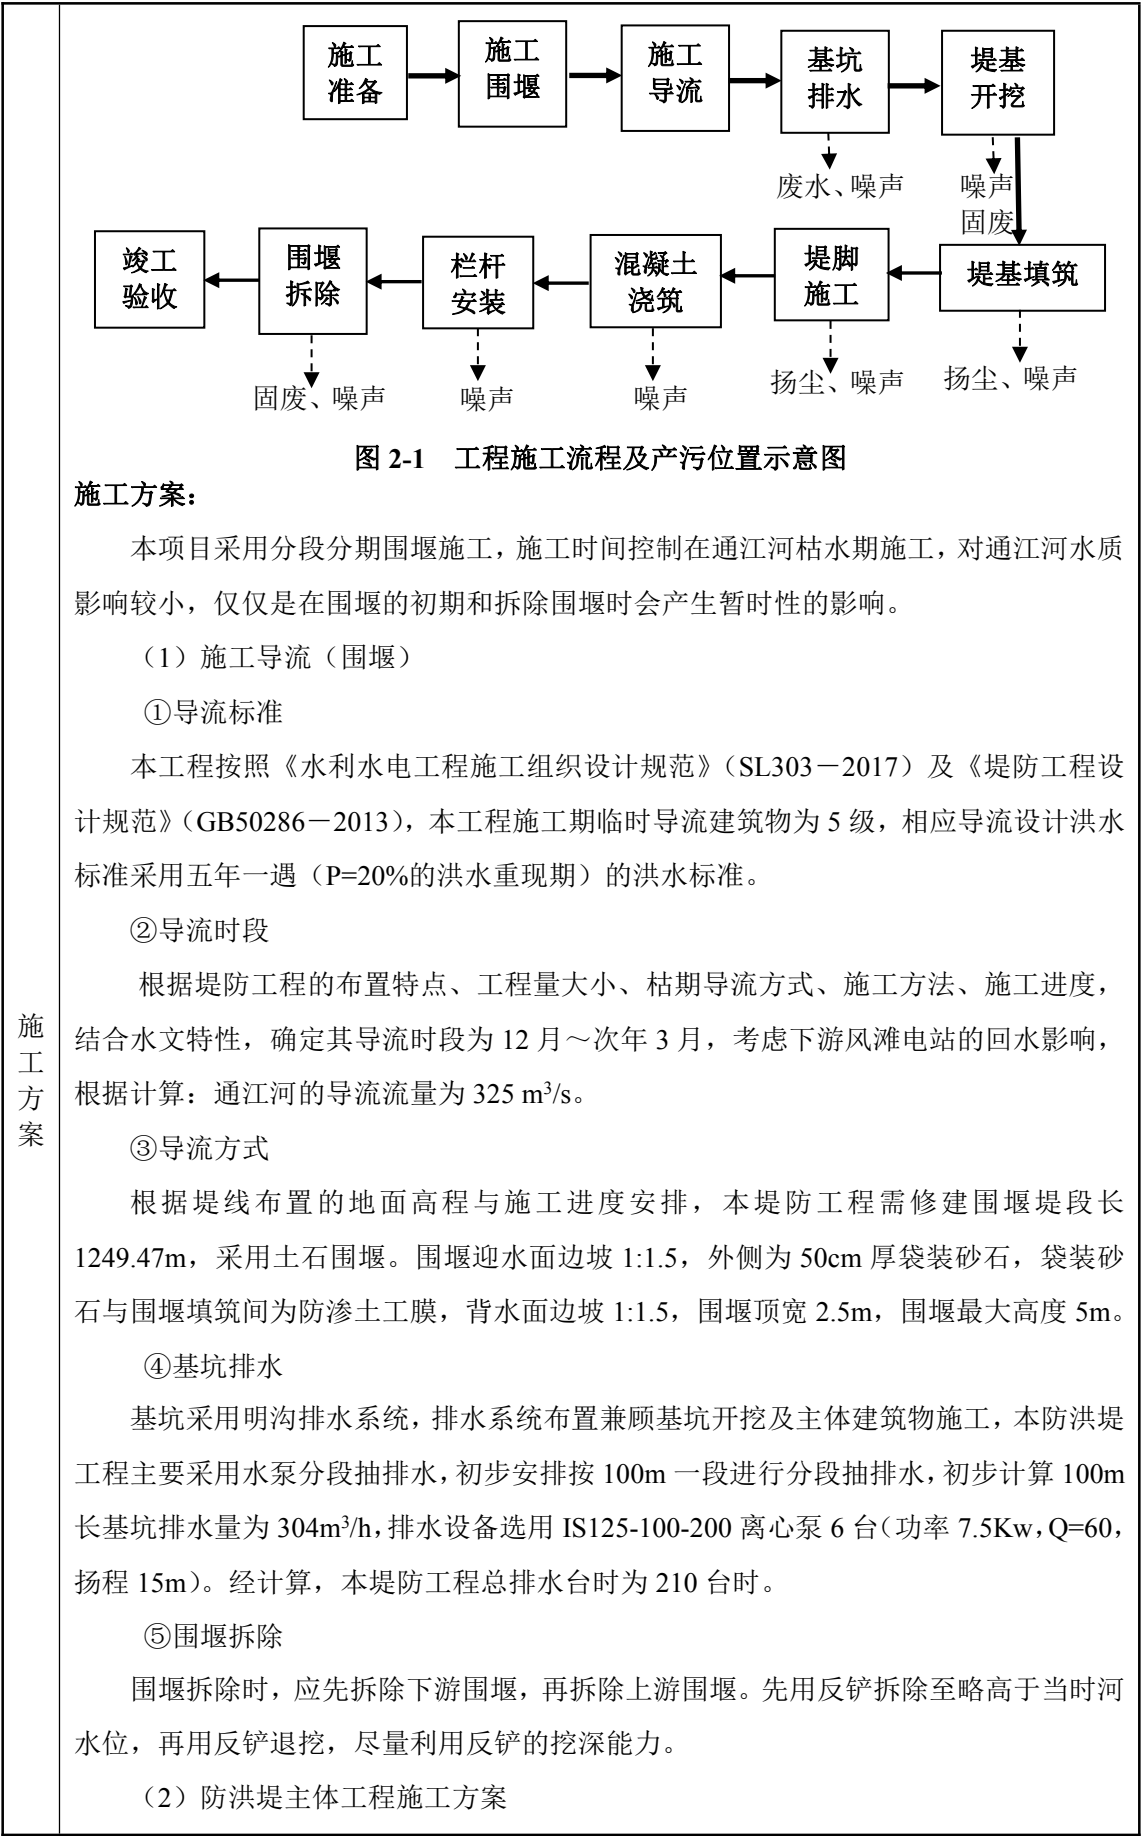 施工 施工 施工 基坑 堤基
准备 围堰 导流 排水 开挖
废水、噪声 噪声
固废
竣工 围堰 栏杆 混凝土 堤脚 堤基填筑
验收 拆除 安装 浇筑 施工
固废、噪声 噪声 噪声 扬尘、噪声 扬尘、噪声
图 2-1 工程施工流程及产污位置示意图
施工方案：
本项目采用分段分期围堰施工，施工时间控制在通江河枯水期施工，对通江河水质
影响较小，仅仅是在围堰的初期和拆除围堰时会产生暂时性的影响。
（1）施工导流（围堰）
①导流标准
本工程按照《水利水电工程施工组织设计规范》（SL303－2017）及《堤防工程设
计规范》（GB50286－2013），本工程施工期临时导流建筑物为 5 级，相应导流设计洪水
标准采用五年一遇（P=20%的洪水重现期）的洪水标准。
②导流时段
根据堤防工程的布置特点、工程量大小、枯期导流方式、施工方法、施工进度，
结合水文特性，确定其导流时段为 12 月～次年 3 月，考虑下游风滩电站的回水影响，
根据计算：通江河的导流流量为 325 m³/s。
③导流方式
根据堤线布置的地面高程与施工进度安排，本堤防工程需修建围堰堤段长
1249.47m，采用土石围堰。围堰迎水面边坡 1:1.5，外侧为 50cm 厚袋装砂石，袋装砂
石与围堰填筑间为防渗土工膜，背水面边坡 1:1.5，围堰顶宽 2.5m，围堰最大高度 5m。
④基坑排水
基坑采用明沟排水系统，排水系统布置兼顾基坑开挖及主体建筑物施工，本防洪堤
工程主要采用水泵分段抽排水，初步安排按 100m 一段进行分段抽排水，初步计算 100m
长基坑排水量为 304m³/h，排水设备选用 IS125-100-200 离心泵 6 台（功率 7.5Kw，Q=60，
扬程 15m）。经计算，本堤防工程总排水台时为 210 台时。
⑤围堰拆除
围堰拆除时，应先拆除下游围堰，再拆除上游围堰。先用反铲拆除至略高于当时河
水位，再用反铲退挖，尽量利用反铲的挖深能力。
（2）防洪堤主体工程施工方案
施
工
方
案